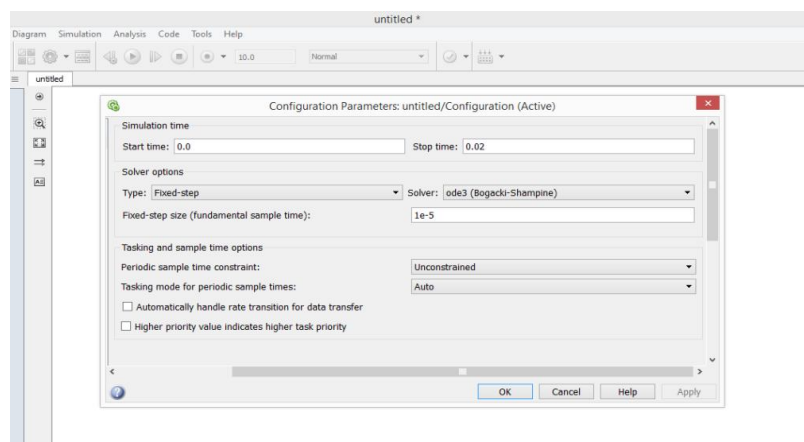 untitled *
Diagram Simulation Analysis Code Tools Help
10.0 Normal
untitled
Configuration Parameters: untitled/Configuration (Active)
Simulation time
Start time: 0.0 Stop time: 0.02
Solver options
Type: Fixed-step Solver: ode3 (Bogacki-Shampine)
Fixed-step size (fundamental sample time): 1e-5
Tasking and sample time options
Periodic sample time constraint: Unconstrained
Tasking mode for periodic sample times: Auto
Automatically handle rate transition for data transfer
Higher priority value indicates higher task priority
OK Cancel Help Apply